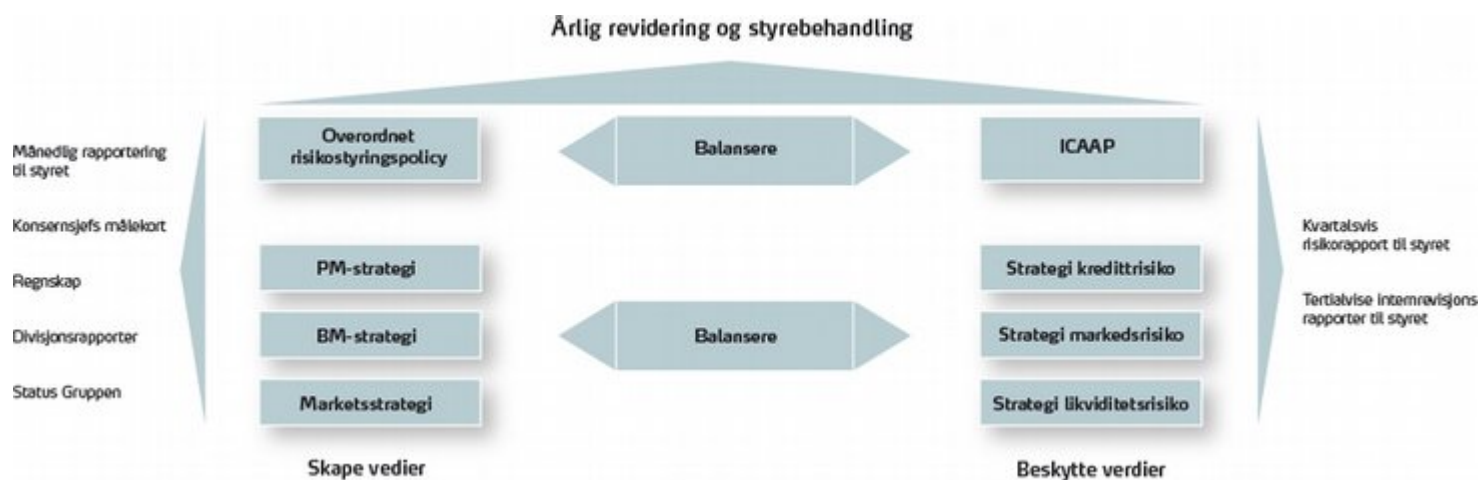 Årlig revidering og styrebehandling
Månedlig rapportering
til styret
Konsernsjefs målekort
Regnskap
Divisjonsrapporter
Status Gruppen
Overordnet
risikostyringspolicy
PM-strategi
BM-strategi
Marketsstrategi
Skape vedier
Balansere
Balansere
ICAAP
Strategi kredittrisiko
Strategi markedsrisiko
Strategi likviditetsrisiko
Beskytte verdier
Kvartalsvis
risikorapport til styret
Tertialvise internrevisjons
rapporter til styret